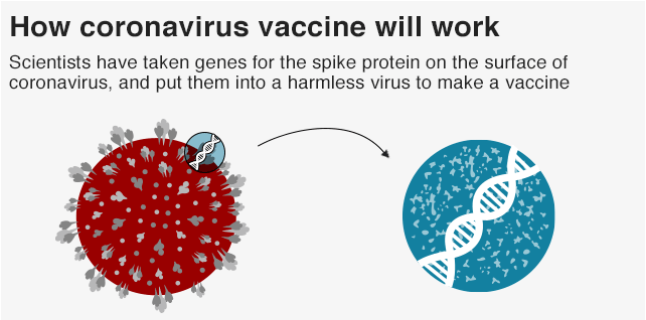 How coronavirus vaccine will work
Scientists have taken genes for the spike protein on the surface of
coronavirus, and put them into a harmless virus to make a vaccine